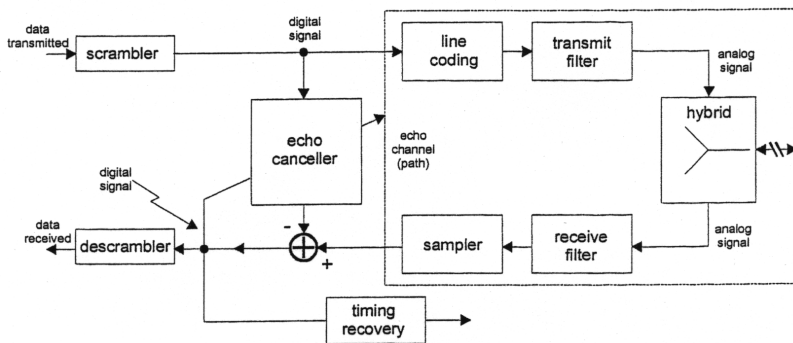 data
transmitted
scrambler
digital
signal
line
coding
transmit
filter
analog
signal
hybrid
echo
canceller
echo
channel
(path)
digital
signal
data
received
descrambler
-
+
sampler
receive
filter
analog
signal
timing
recovery